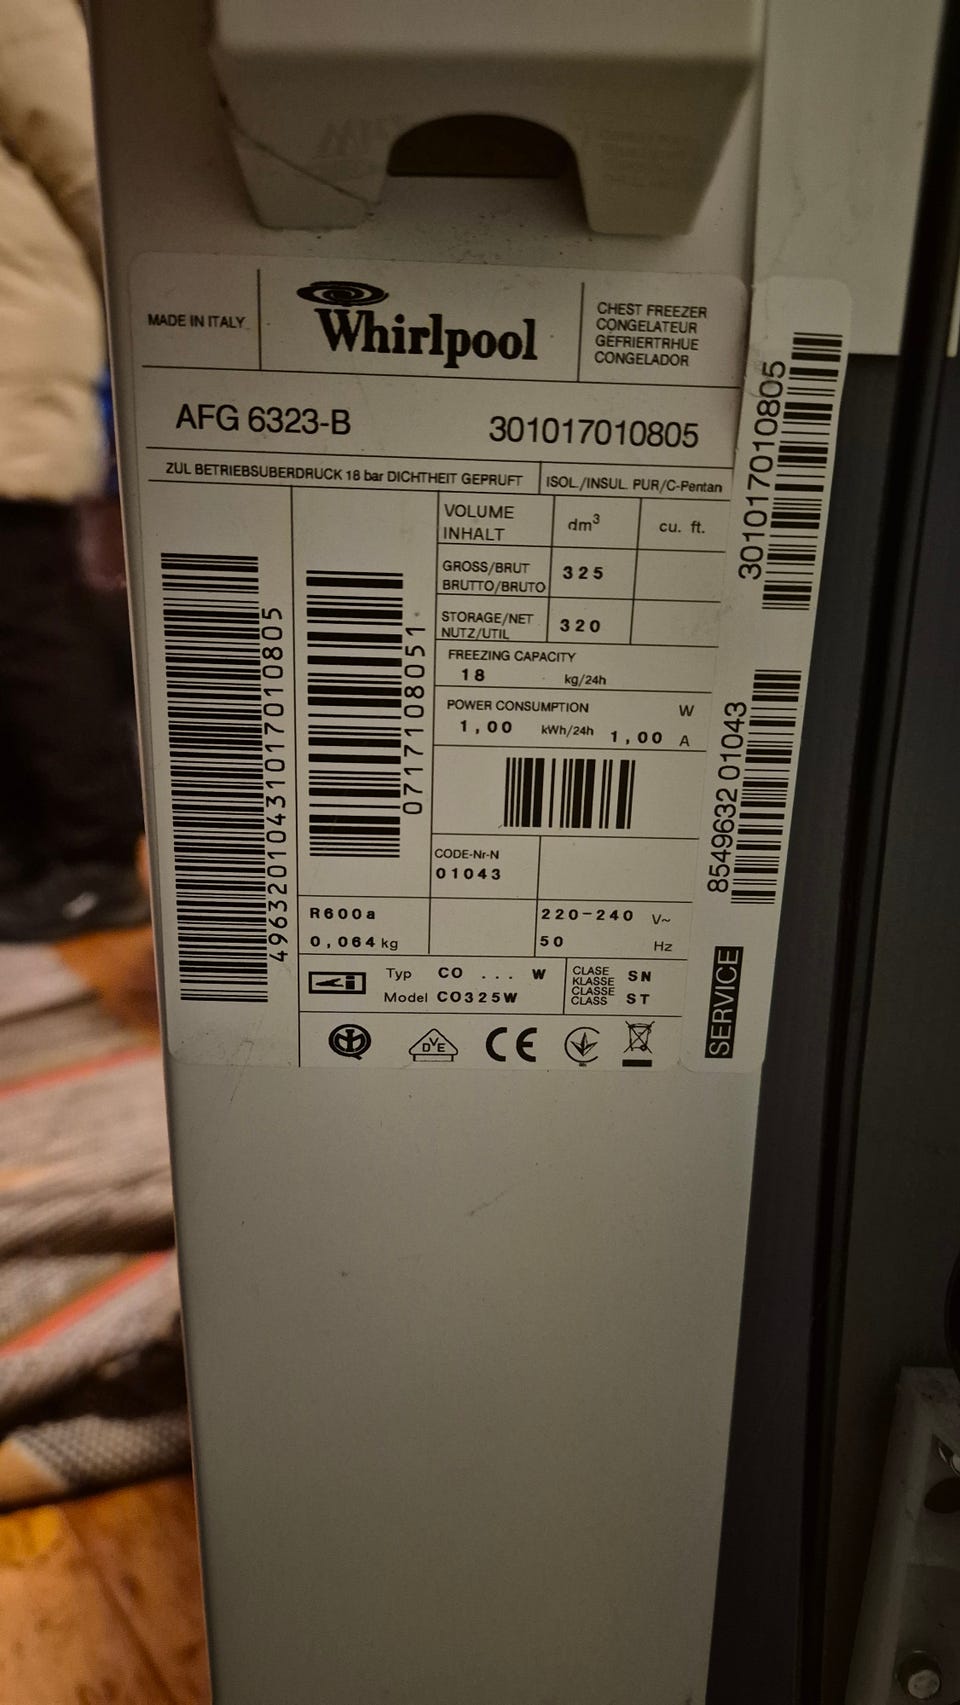 MADE IN ITALY
Whirlpool
CHEST FREEZER
CONGELATEUR
GEFRIERTRHUE
CONGELADOR
AFG 6323-B
301017010805
ZUL BETRIEBSUBERDRUCK 18 bar DICHTHEIT GEPRUFT
ISOL./INSUL. PUR/C-Pentan
VOLUME
INHALT
dm3
cu. ft.
GROSS/BRUT
BRUTTO/BRUTO
325
STORAGE/NET
NUTZ/UTIL
320
FREEZING CAPACITY
18 kg/24h
POWER CONSUMPTION W
1,00 kWh/24h 1,00 A
49632010431017010805
0717108051
CODE-Nr-N
01043
R600a
0,064 kg
220-240 V~
50 Hz
Typ CO ... W
Model CO325W
CLASE
KLASSE
CLASSE
CLASS
SN
ST
DVE
CE
301017010805
8549632 01043
SERVICE